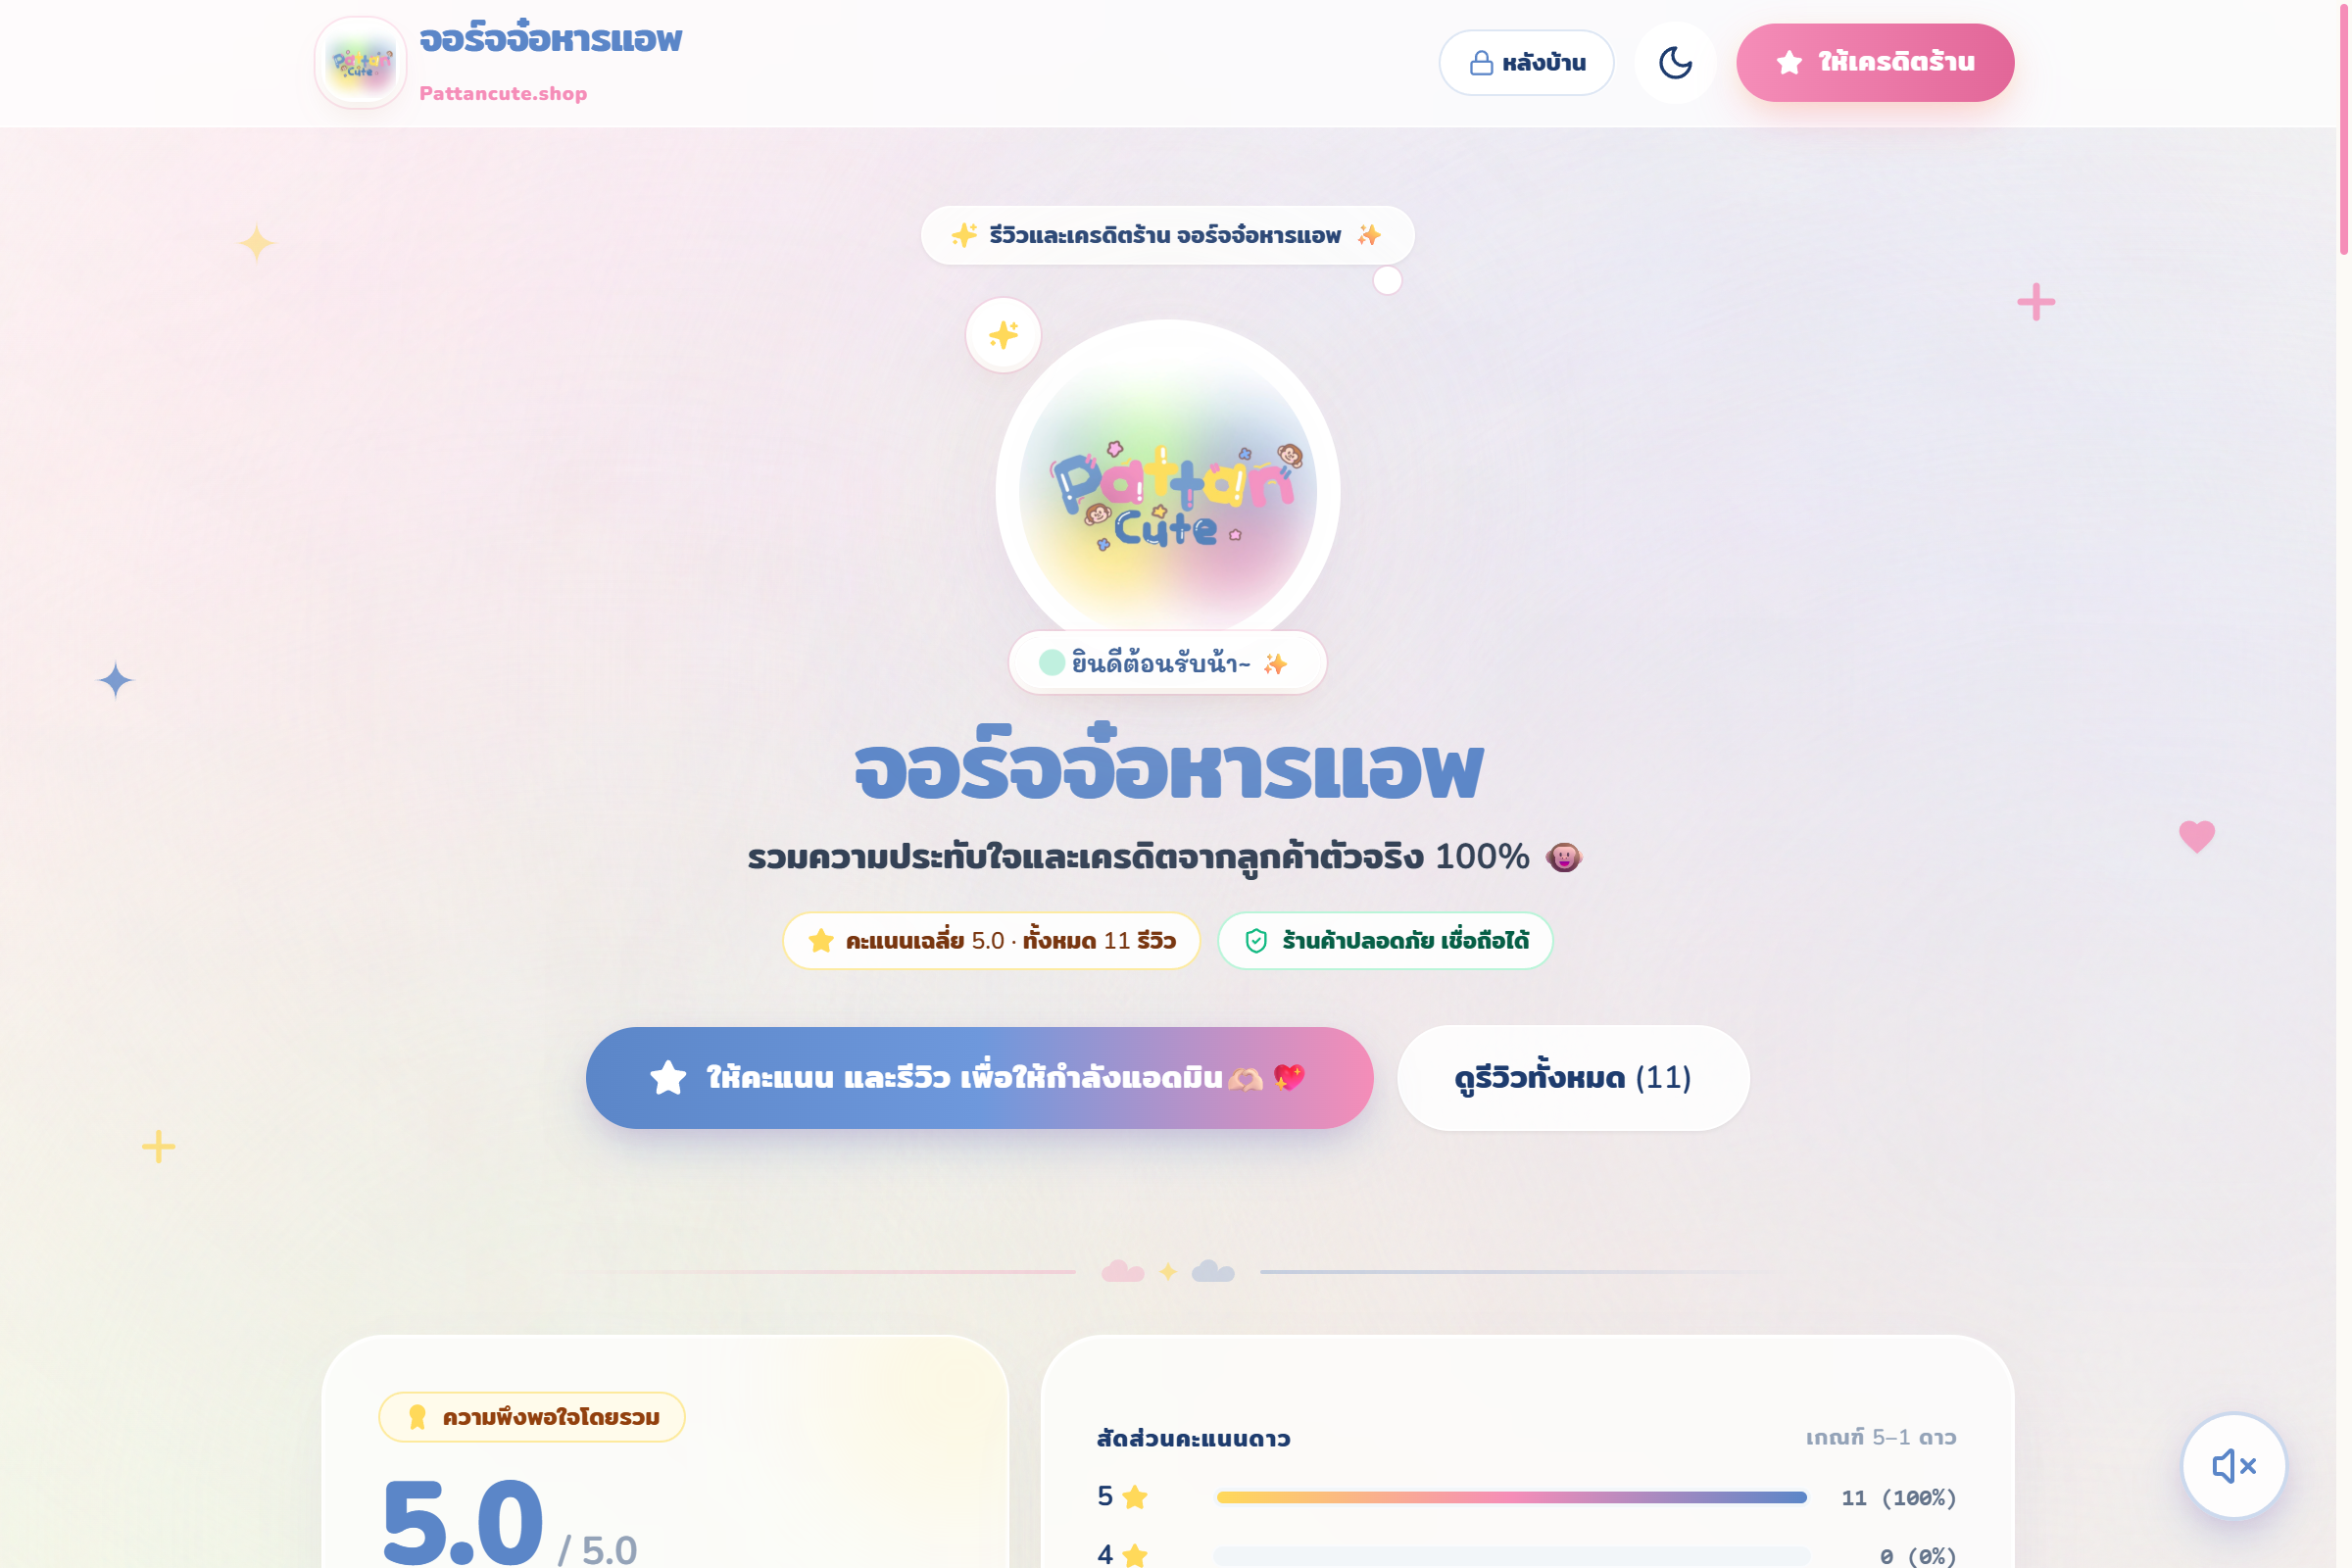 จอร์จจ๋อหารแอพ
Pattancute.shop
หลังบ้าน
ให้เครดิตร้าน
รีวิวและเครดิตร้าน จอร์จจ๋อหารแอพ ✨
Pattan
Cute
ยินดีต้อนรับน้า~ ✨
จอร์จจ๋อหารแอพ
รวมความประทับใจและเครดิตจากลูกค้าตัวจริง 100% 🐵
คะแนนเฉลี่ย 5.0 · ทั้งหมด 11 รีวิว
ร้านค้าปลอดภัย เชื่อถือได้
ให้คะแนน และรีวิว เพื่อให้กำลังแอดมิน🫶🏻 💖
ดูรีวิวทั้งหมด (11)
ความพึงพอใจโดยรวม
5.0 / 5.0
สัดส่วนคะแนนดาว
เกณฑ์ 5–1 ดาว
5 11 (100%)
4 0 (0%)